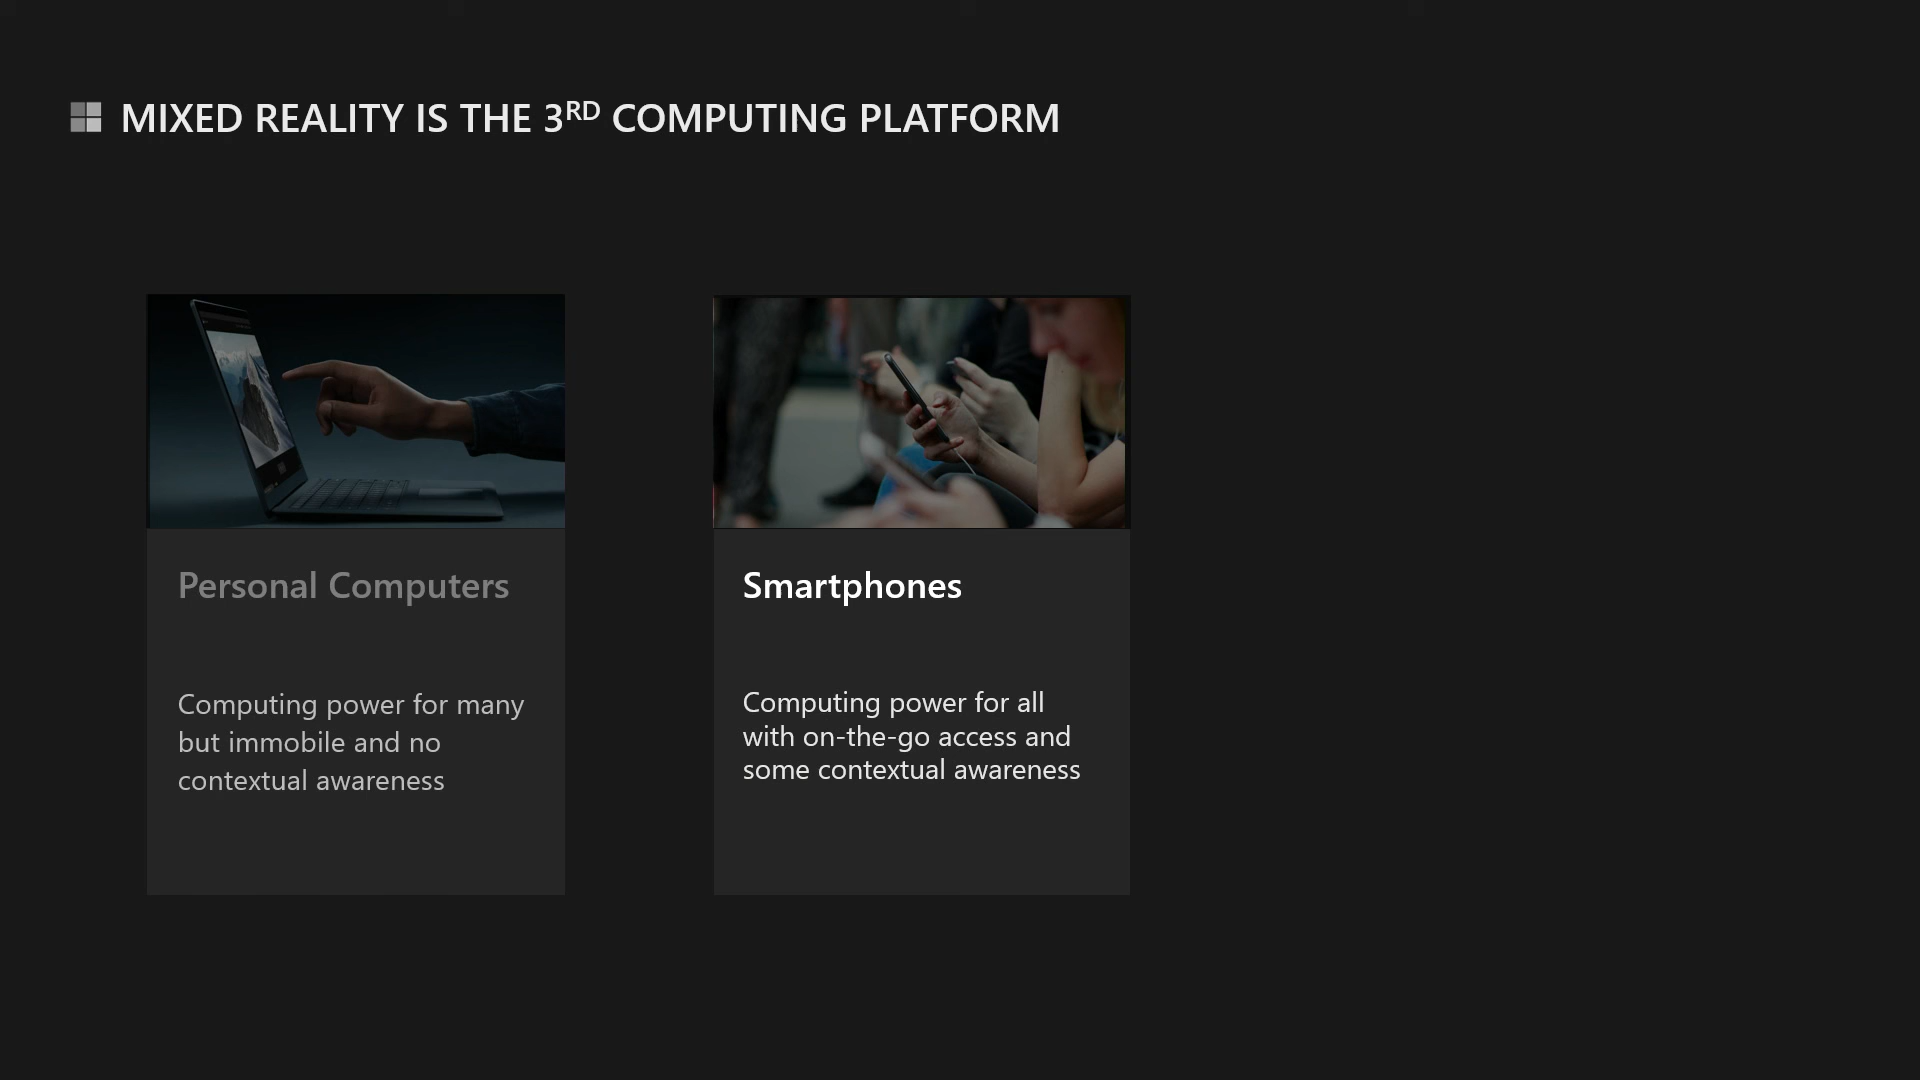 MIXED REALITY IS THE 3RD COMPUTING PLATFORM
Personal Computers
Computing power for many
but immobile and no
contextual awareness
Smartphones
Computing power for all
with on-the-go access and
some contextual awareness